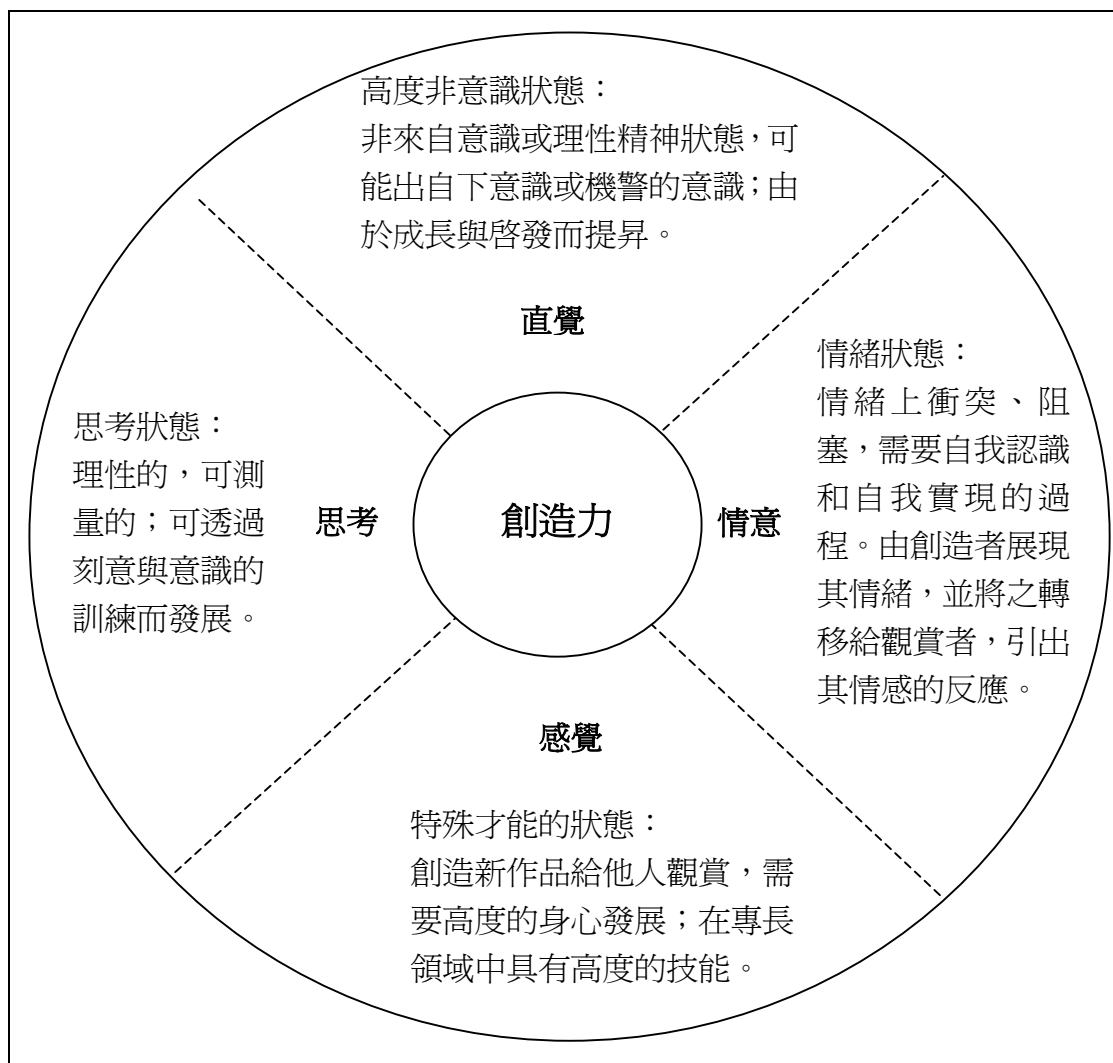 高度非意識狀態：
非來自意識或理性精神狀態，可
能出自下意識或機警的意識；由
於成長與啓發而提昇。
直覺
思考狀態：
理性的，可測
量的；可透過
刻意與意識的
訓練而發展。
思考
創造力
情意
情緒狀態：
情緒上衝突、阻
塞，需要自我認識
和自我實現的過
程。由創造者展現
其情緒，並將之轉
移給觀賞者，引出
其情感的反應。
感覺
特殊才能的狀態：
創造新作品給他人觀賞，需
要高度的身心發展；在專長
領域中具有高度的技能。